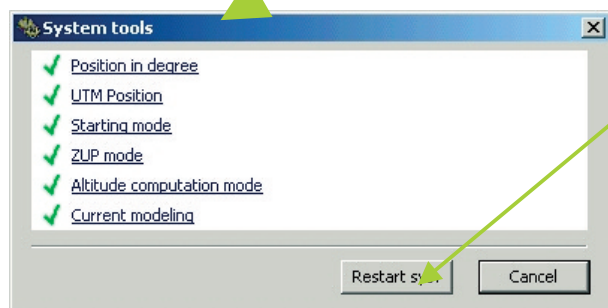 System tools
Position in degree
UTM Position
Starting mode
ZUP mode
Altitude computation mode
Current modeling
Restart
Cancel